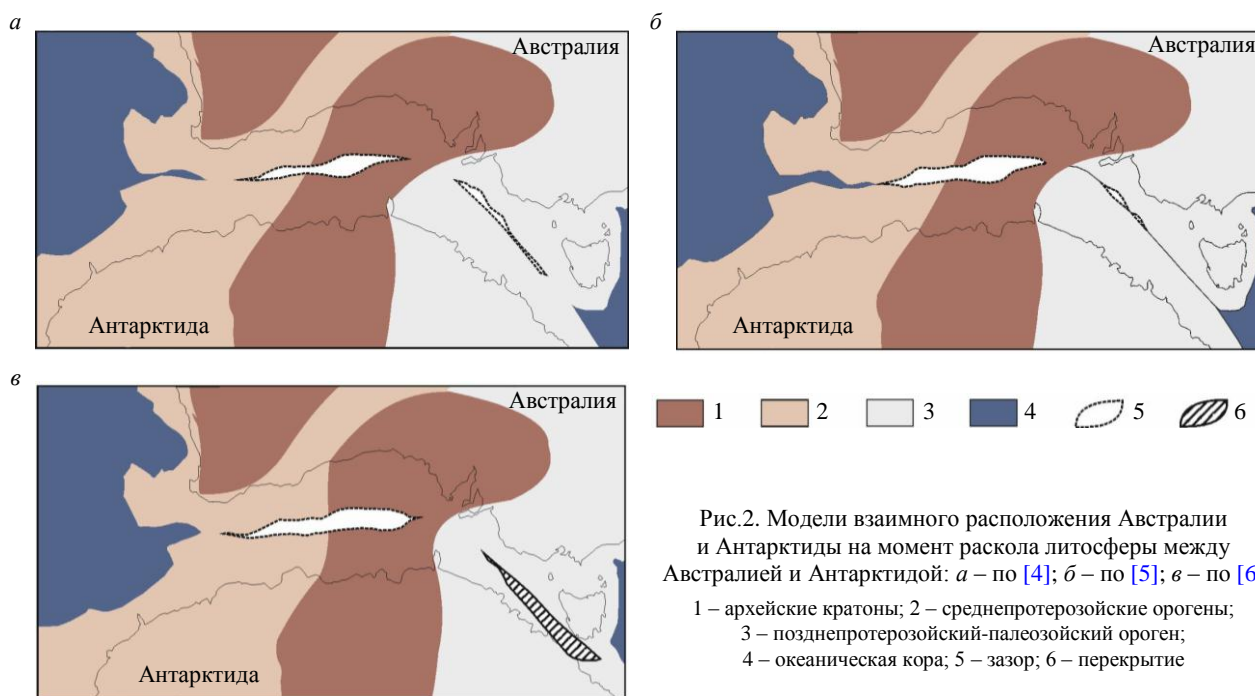 а
Австралия
Антарктида
б
Австралия
Антарктида
в
Австралия
Антарктида
1 2 3 4 5 6
Рис.2. Модели взаимного расположения Австралии
и Антарктиды на момент раскола литосферы между
Австралией и Антарктидой: а – по [4]; б – по [5]; в – по [6
1 – архейские кратоны; 2 – среднепротерозойские орогены;
3 – позднепротерозойский-палеозойский ороген;
4 – океаническая кора; 5 – зазор; 6 – перекрытие